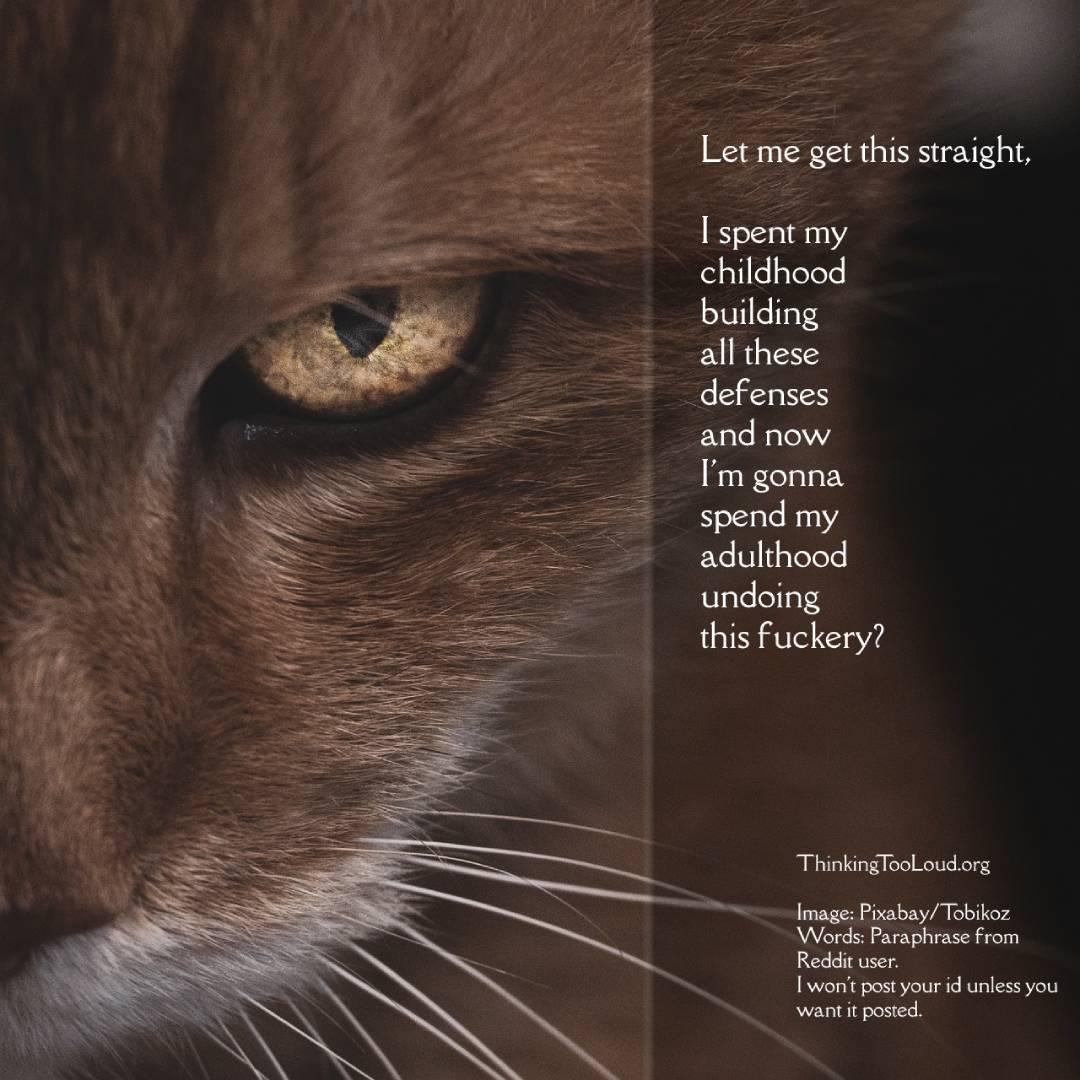 Let me get this straight,
I spent my
childhood
building
all these
defenses
and now
I'm gonna
spend my
adulthood
undoing
this fuckery?
ThinkingTooLoud.org
Image: Pixabay/Tobikoz
Words: Paraphrase from
Reddit user.
I won't post your id unless you
want it posted.